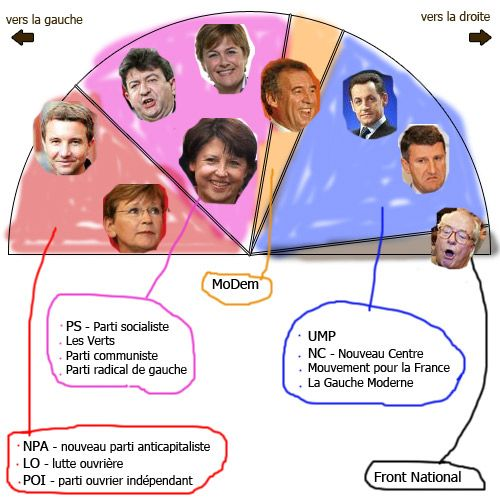 vers la gauche
vers la droite
MoDem
PS - Parti socialiste
Les Verts
Parti communiste
Parti radical de gauche
UMP
NC - Nouveau Centre
Mouvement pour la France
La Gauche Moderne
NPA - nouveau parti anticapitaliste
LO - lutte ouvrière
POI - parti ouvrier indépendant
Front National